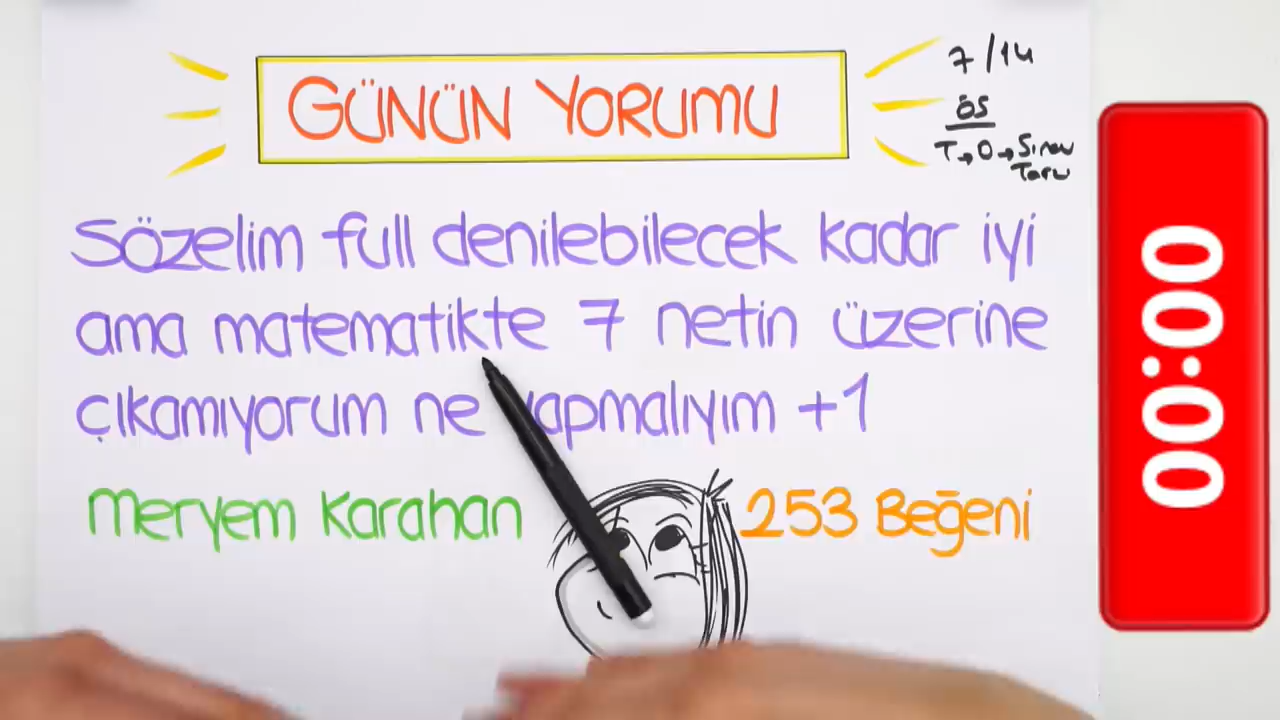 GÜNÜN YORUMU
7/14
ÖS
T→O→Sınav
Sözelim full denilebilecek kadar iyi
ama matematikte 7 netin üzerine
çıkamıyorum ne yapmalıyım +1
Meryem Karahan
253 Beğeni
00:00